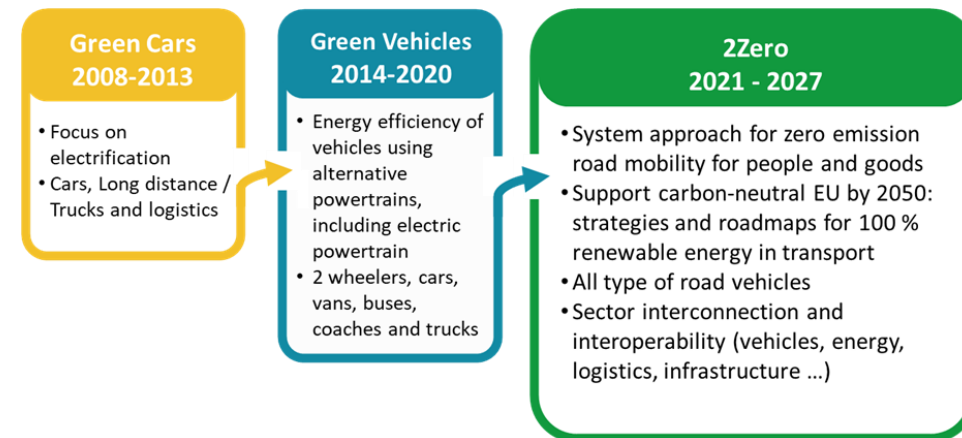 Green Cars
2008-2013
• Focus on
electrification
• Cars, Long distance /
Trucks and logistics
Green Vehicles
2014-2020
• Energy efficiency of
vehicles using
alternative
powertrains,
including electric
powertrain
• 2 wheelers, cars,
vans, buses,
coaches and trucks
2Zero
2021 - 2027
• System approach for zero emission
road mobility for people and goods
• Support carbon-neutral EU by 2050:
strategies and roadmaps for 100 %
renewable energy in transport
• All type of road vehicles
• Sector interconnection and
interoperability (vehicles, energy,
logistics, infrastructure ...)